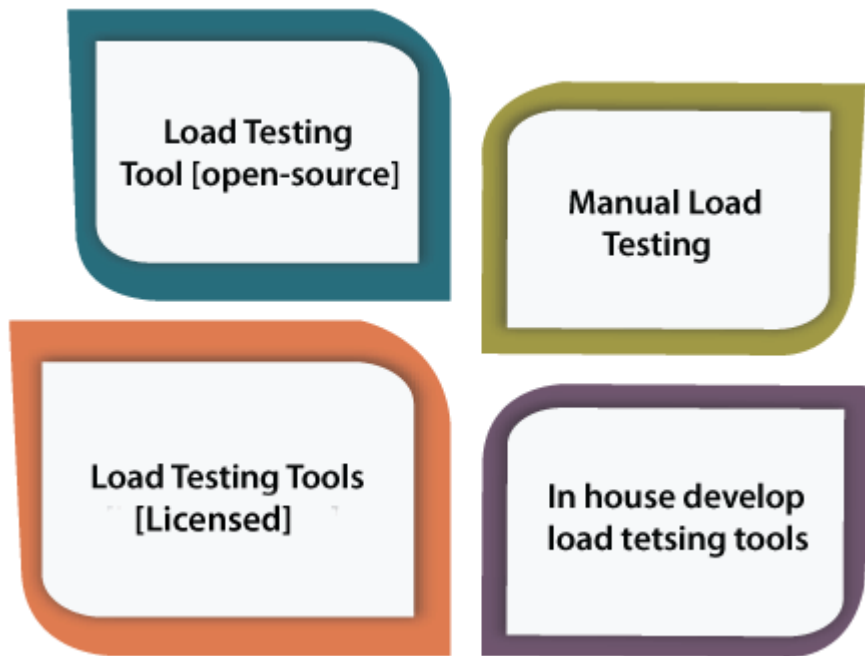 Load Testing
Tool [open-source]
Manual Load
Testing
Load Testing Tools
[Licensed]
In house develop
load tetsing tools